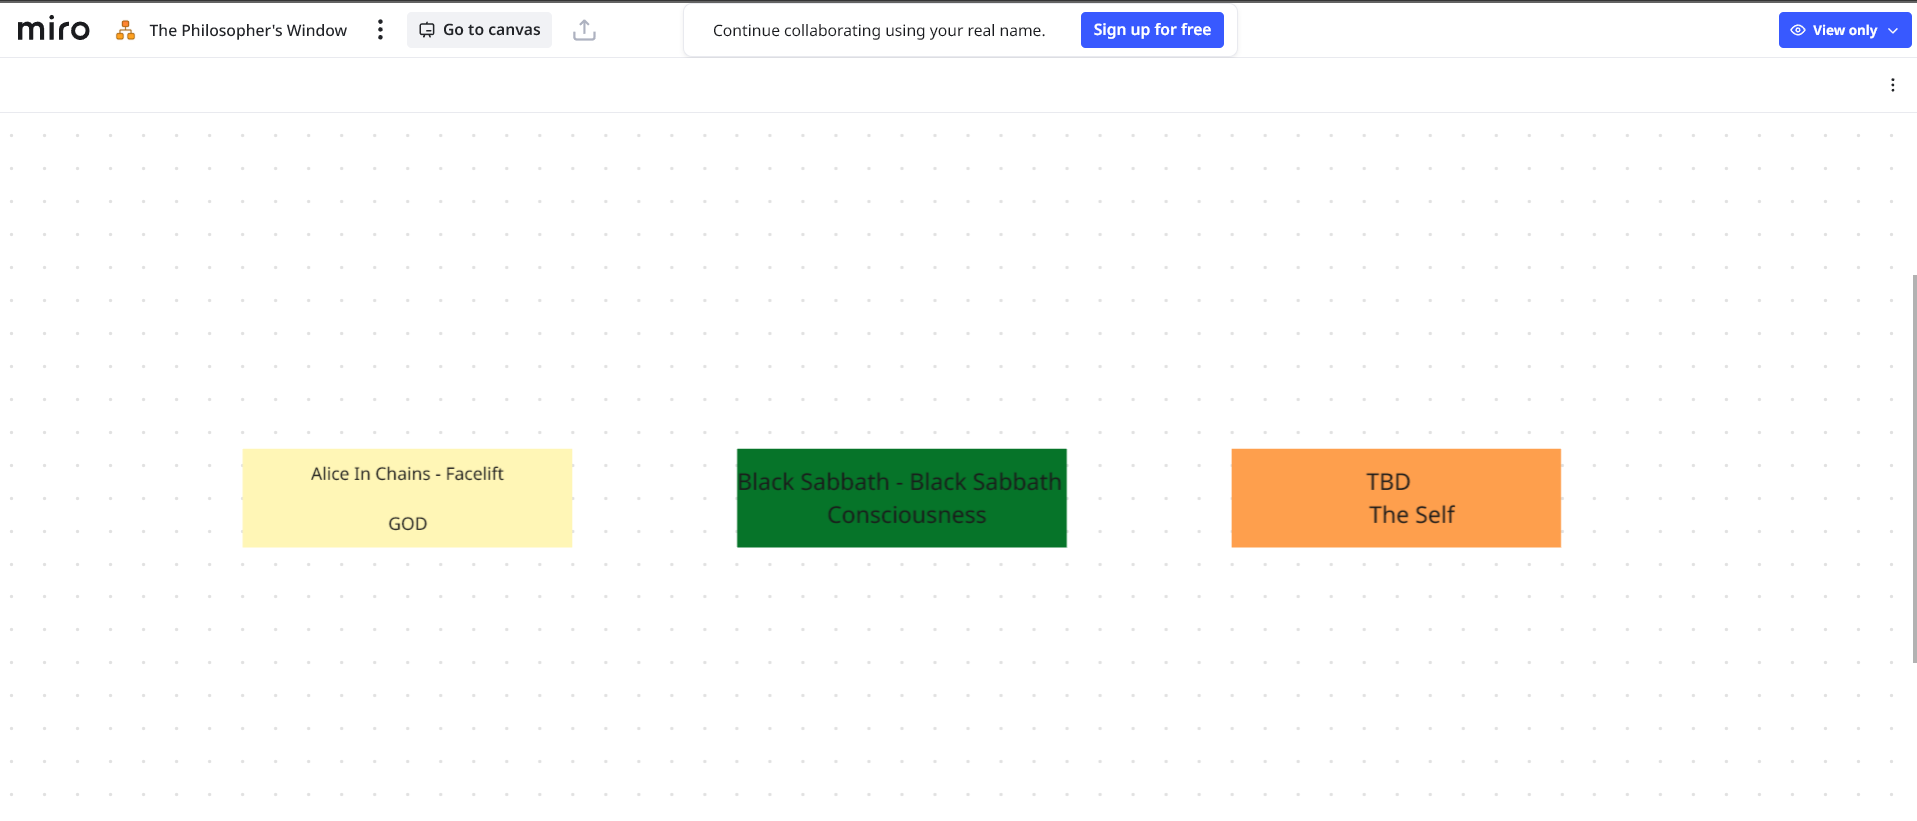 miro
The Philosopher's Window
Go to canvas
Continue collaborating using your real name.
Sign up for free
View only
Alice In Chains - Facelift
GOD
Black Sabbath - Black Sabbath
Consciousness
TBD
The Self